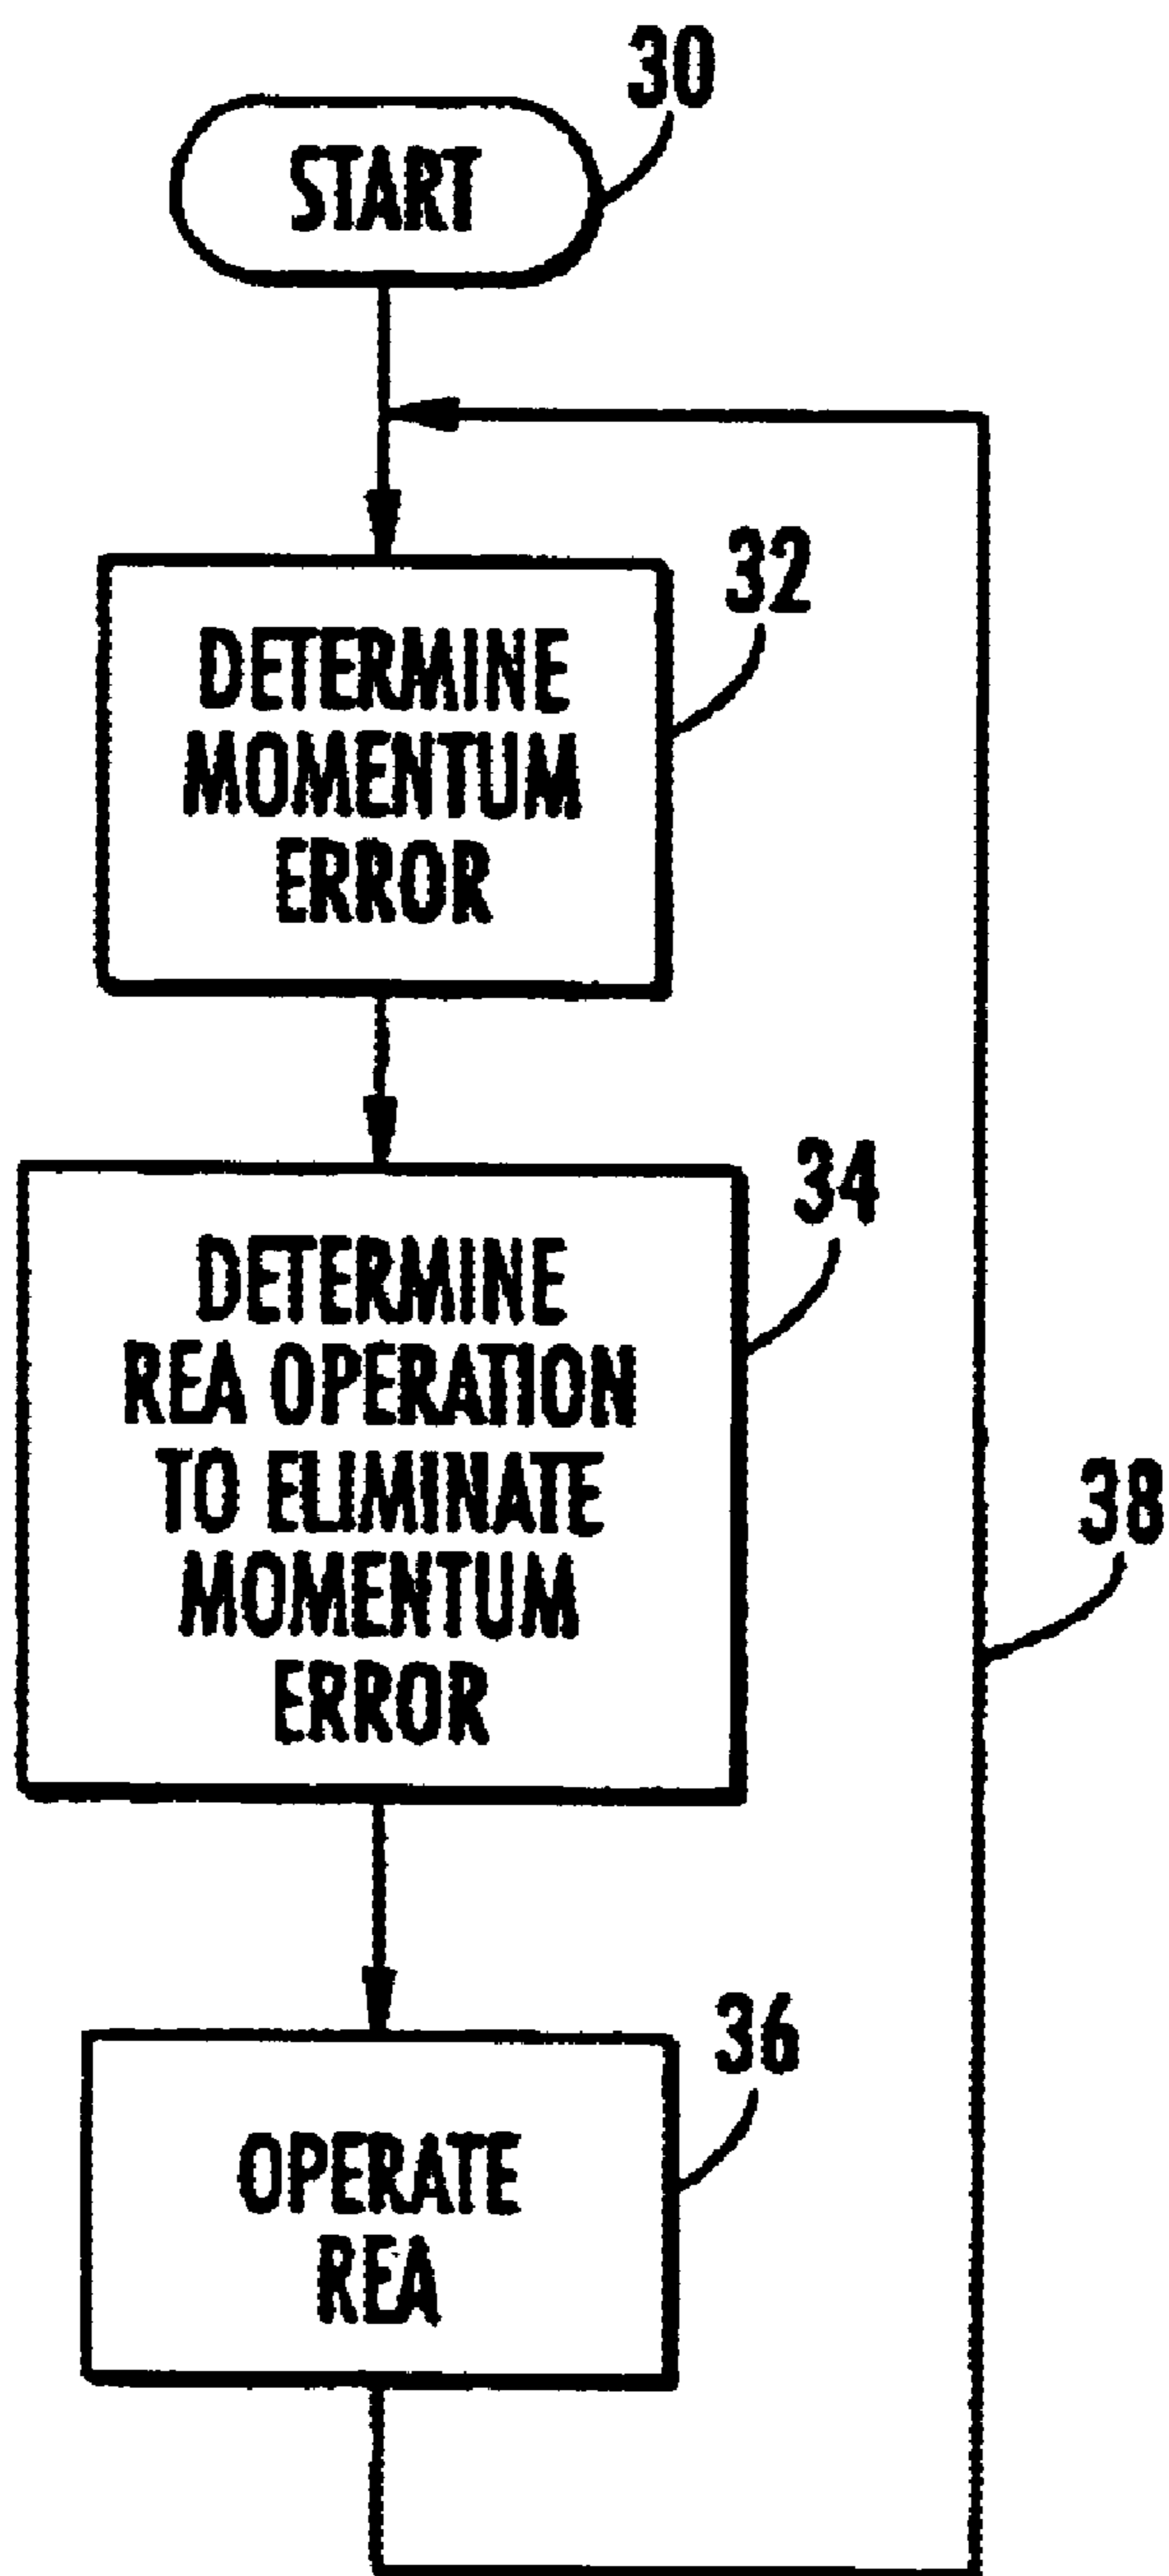 30
START
32
DETERMINE
MOMENTUM
ERROR
34
DETERMINE
REA OPERATION
TO ELIMINATE
MOMENTUM
ERROR
38
36
OPERATE
REA